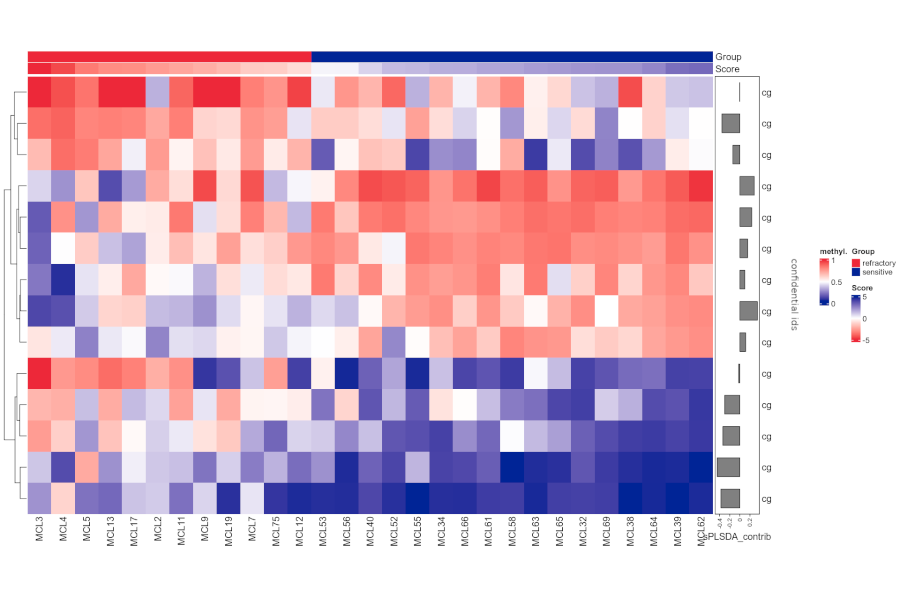 Group
Score
cg
cg
cg
cg
cg
cg
cg
cg
cg
cg
cg
cg
cg
cg
confidential ids
methyl.
1
0.5
0
Group
refractory
sensitive
Score
5
0
-5
MCL3
MCL4
MCL5
MCL13
MCL17
MCL2
MCL11
MCL9
MCL19
MCL7
MCL75
MCL12
MCL53
MCL56
MCL40
MCL52
MCL55
MCL34
MCL66
MCL61
MCL58
MCL63
MCL65
MCL32
MCL69
MCL38
MCL64
MCL39
MCL62
-0.4
-0.2
0
0.2
sPLSDA_contrib